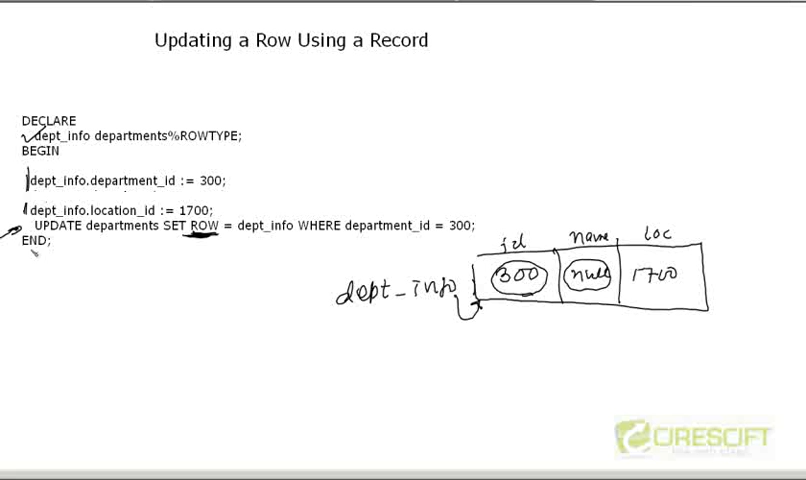 Updating a Row Using a Record
DECLARE
dept_info departments%ROWTYPE;
BEGIN
dept_info.department_id := 300;
dept_info.location_id := 1700;
UPDATE departments SET ROW = dept_info WHERE department_id = 300;
END;
id name loc
dept_info 300 null 1700
CIRESCIFT